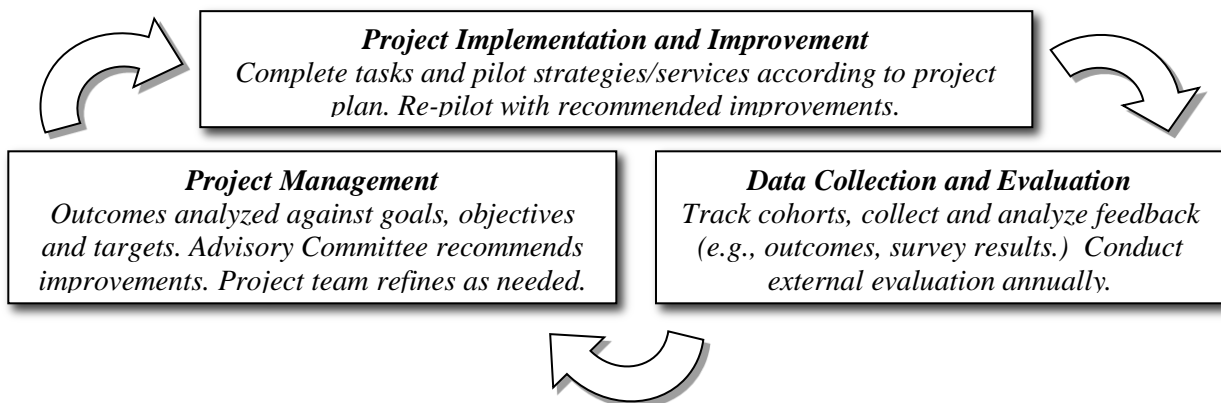 Project Implementation and Improvement
Complete tasks and pilot strategies/services according to project
plan. Re-pilot with recommended improvements.
Project Management
Outcomes analyzed against goals, objectives
and targets. Advisory Committee recommends
improvements. Project team refines as needed.
Data Collection and Evaluation
Track cohorts, collect and analyze feedback
(e.g., outcomes, survey results.)  Conduct
external evaluation annually.